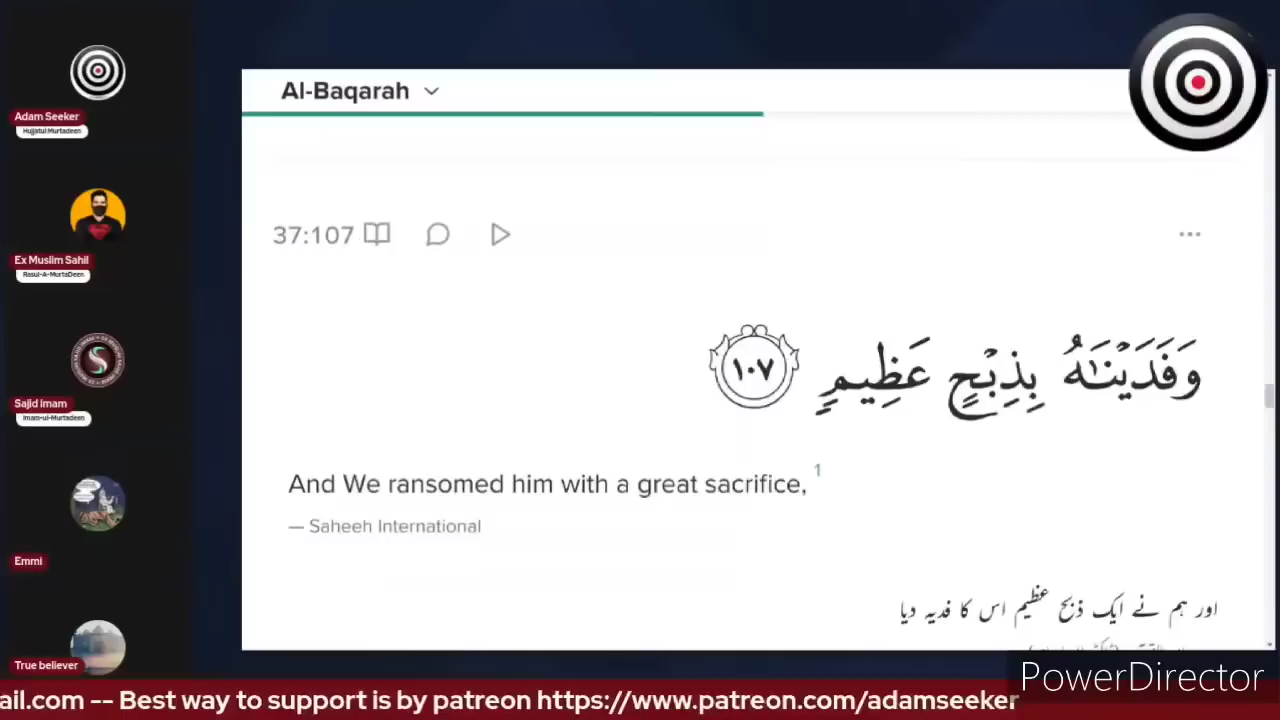 Adam Seeker
Hujjatul Murtadeen
Ex Muslim Sahil
Rasul-A-MurtaDeen
Sajid Imam
Imam-ul-Murtadeen
Emmi
True believer
Al-Baqarah
37:107
وَفَدَيْنَـٰهُ بِذِبْحٍ عَظِيمٍ ١٠٧
And We ransomed him with a great sacrifice, 1
— Saheeh International
اور ہم نے ایک ذبح عظیم اس کا فدیہ دیا
PowerDirector
ail.com -- Best way to support is by patreon https://www.patreon.com/adamseeker